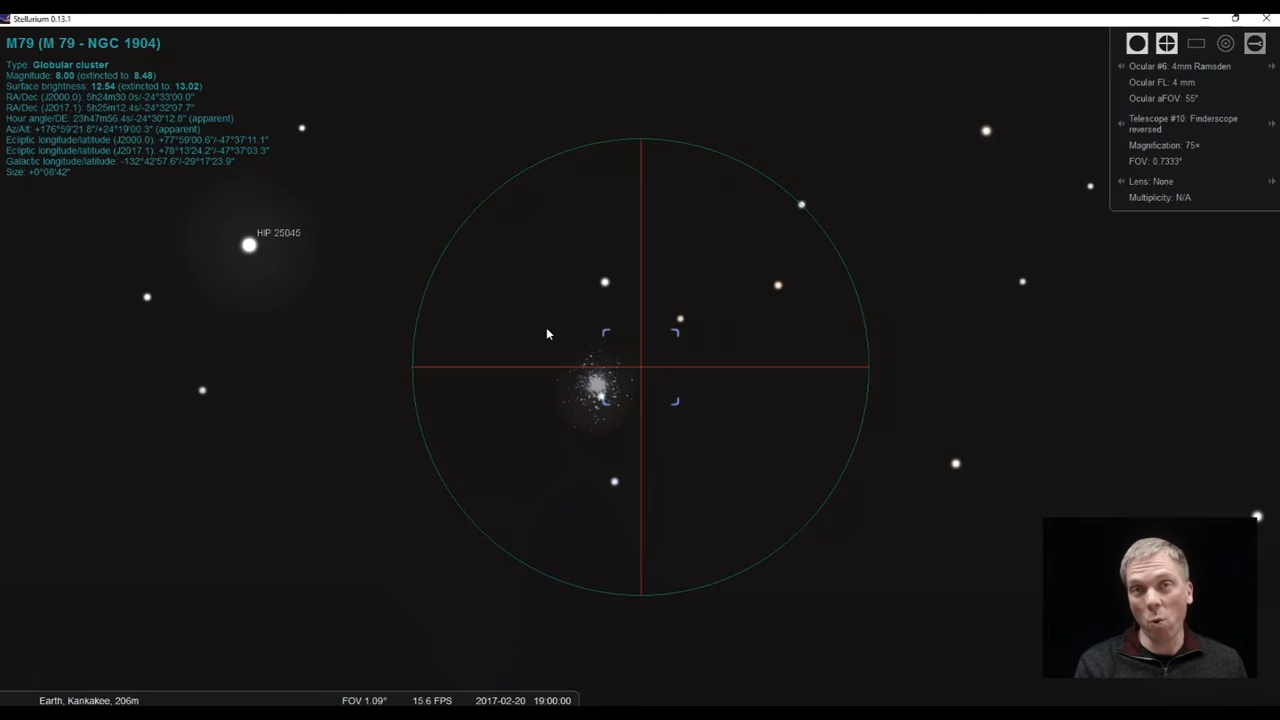 Stellarium 0.13.1
M79 (M 79 - NGC 1904)
Type: Globular cluster
Magnitude: 8.00 (extincted to: 8.48)
Surface brightness: 12.54 (extincted to: 13.02)
RA/Dec (J2000.0): 5h24m30.0s/-24°33'00.0"
RA/Dec (J2017.1): 5h25m12.4s/-24°32'07.7"
Hour angle/DE: 23h47m56.4s/-24°30'12.8" (apparent)
Az/Alt: +176°59'21.8"/+24°19'00.3" (apparent)
Ecliptic longitude/latitude (J2000.0): +77°59'00.6"/-47°37'11.1"
Ecliptic longitude/latitude (J2017.1): +78°13'24.2"/-47°37'03.3"
Galactic longitude/latitude: -132°42'57.6"/-29°17'23.9"
Size: +0°08'42"
HIP 25045
Ocular #6: 4mm Ramsden
Ocular FL: 4 mm
Ocular aFOV: 55°
Telescope #10: Finderscope
reversed
Magnification: 75×
FOV: 0.7333°
Lens: None
Multiplicity: N/A
Earth, Kankakee, 206m FOV 1.09° 15.6 FPS 2017-02-20 19:00:00